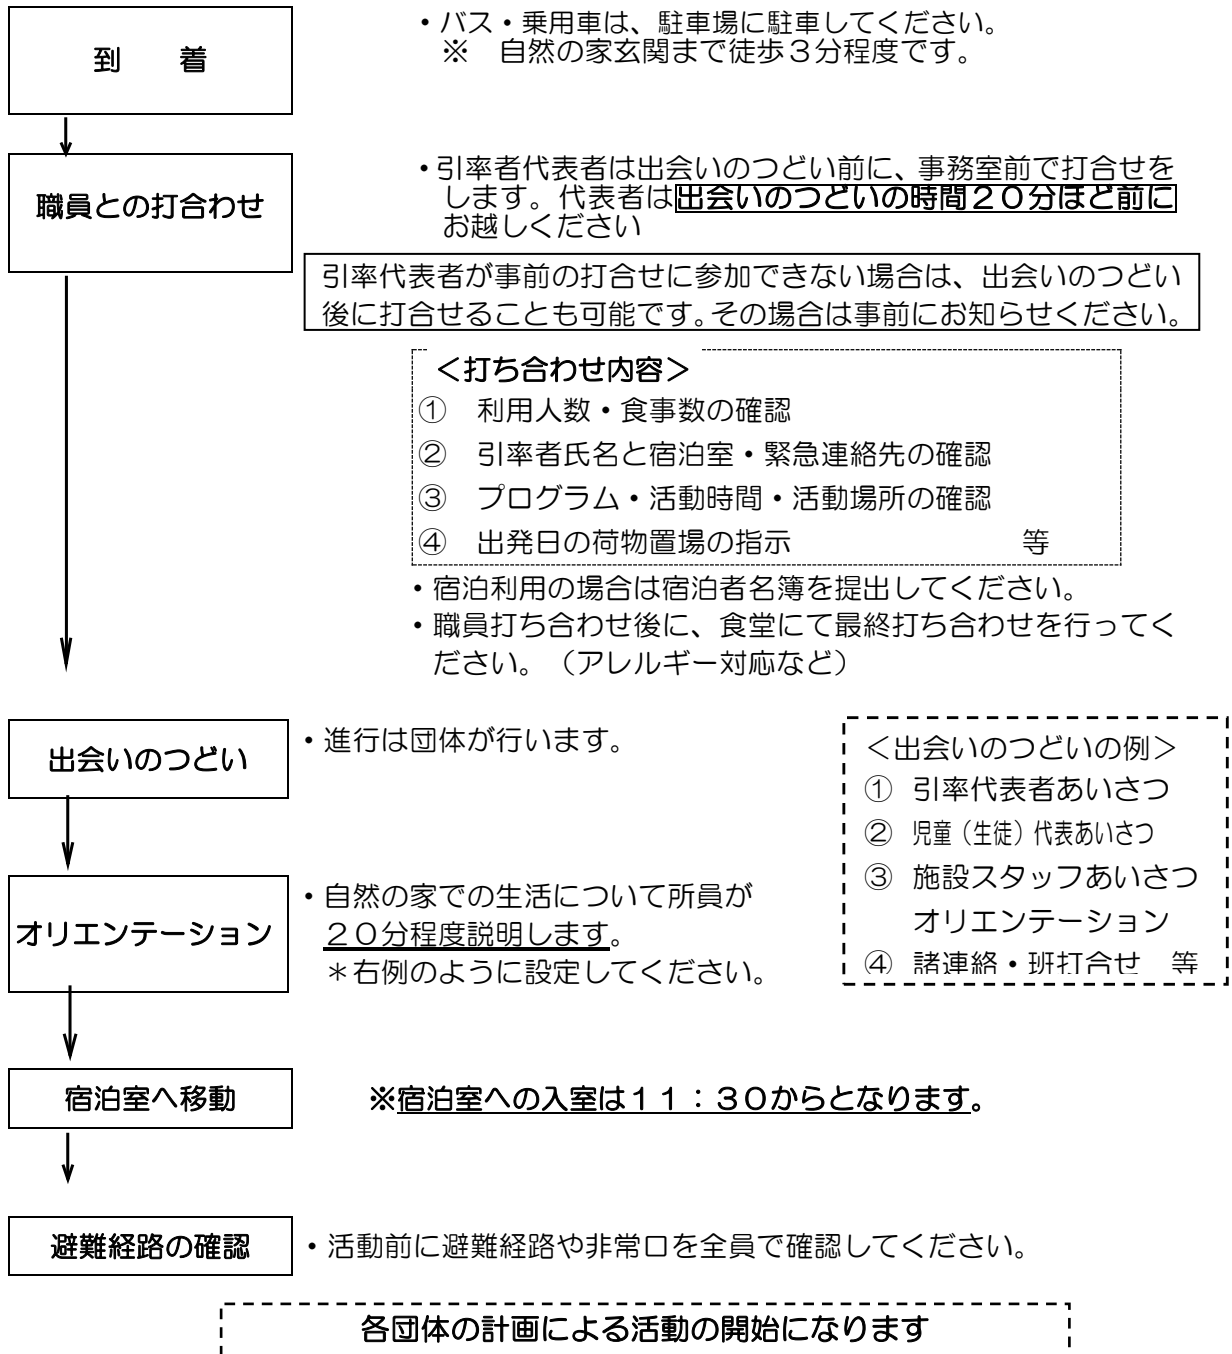 到　着
・バス・乗用車は、駐車場に駐車してください。
※　自然の家玄関まで徒歩３分程度です。
職員との打合わせ
・引率者代表者は出会いのつどい前に、事務室前で打合せを
します。代表者は出会いのつどいの時間２０分ほど前に
お越しください
引率代表者が事前の打合せに参加できない場合は、出会いのつどい
後に打合せることも可能です。その場合は事前にお知らせください。
＜打ち合わせ内容＞
①　利用人数・食事数の確認
②　引率者氏名と宿泊室・緊急連絡先の確認
③　プログラム・活動時間・活動場所の確認
④　出発日の荷物置場の指示　　　　　　　等
・宿泊利用の場合は宿泊者名簿を提出してください。
・職員打ち合わせ後に、食堂にて最終打ち合わせを行ってく
ださい。（アレルギー対応など）
出会いのつどい
・進行は団体が行います。
＜出会いのつどいの例＞
①　引率代表者あいさつ
②　児童（生徒）代表あいさつ
③　施設スタッフあいさつ
オリエンテーション
④　諸連絡・班打合せ　等
オリエンテーション
・自然の家での生活について所員が
２０分程度説明します。
＊右例のように設定してください。
宿泊室へ移動
※宿泊室への入室は１１：３０からとなります。
避難経路の確認
・活動前に避難経路や非常口を全員で確認してください。
各団体の計画による活動の開始になります